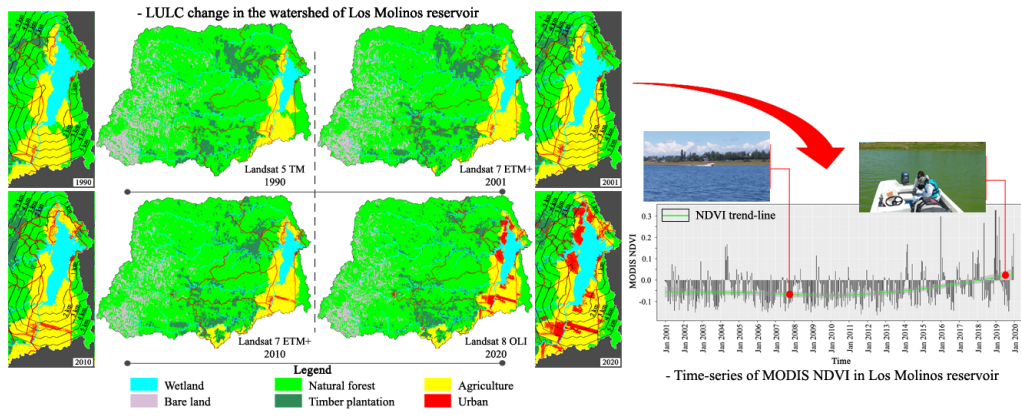 - LULC change in the watershed of Los Molinos reservoir
1990
Landsat 5 TM
1990
Landsat 7 ETM+
2001
2001
2010
Landsat 7 ETM+
2010
Landsat 8 OLI
2020
2020
Legend
Wetland
Natural forest
Agriculture
Bare land
Timber plantation
Urban
NDVI trend-line
MODIS NDVI
0.3
0.2
0.1
0.0
-0.1
Jan 2001
Jan 2002
Jan 2003
Jan 2004
Jan 2005
Jan 2006
Jan 2007
Jan 2008
Jan 2009
Jan 2010
Jan 2011
Jan 2012
Jan 2013
Jan 2014
Jan 2015
Jan 2016
Jan 2017
Jan 2018
Jan 2019
Jan 2020
Time
- Time-series of MODIS NDVI in Los Molinos reservoir